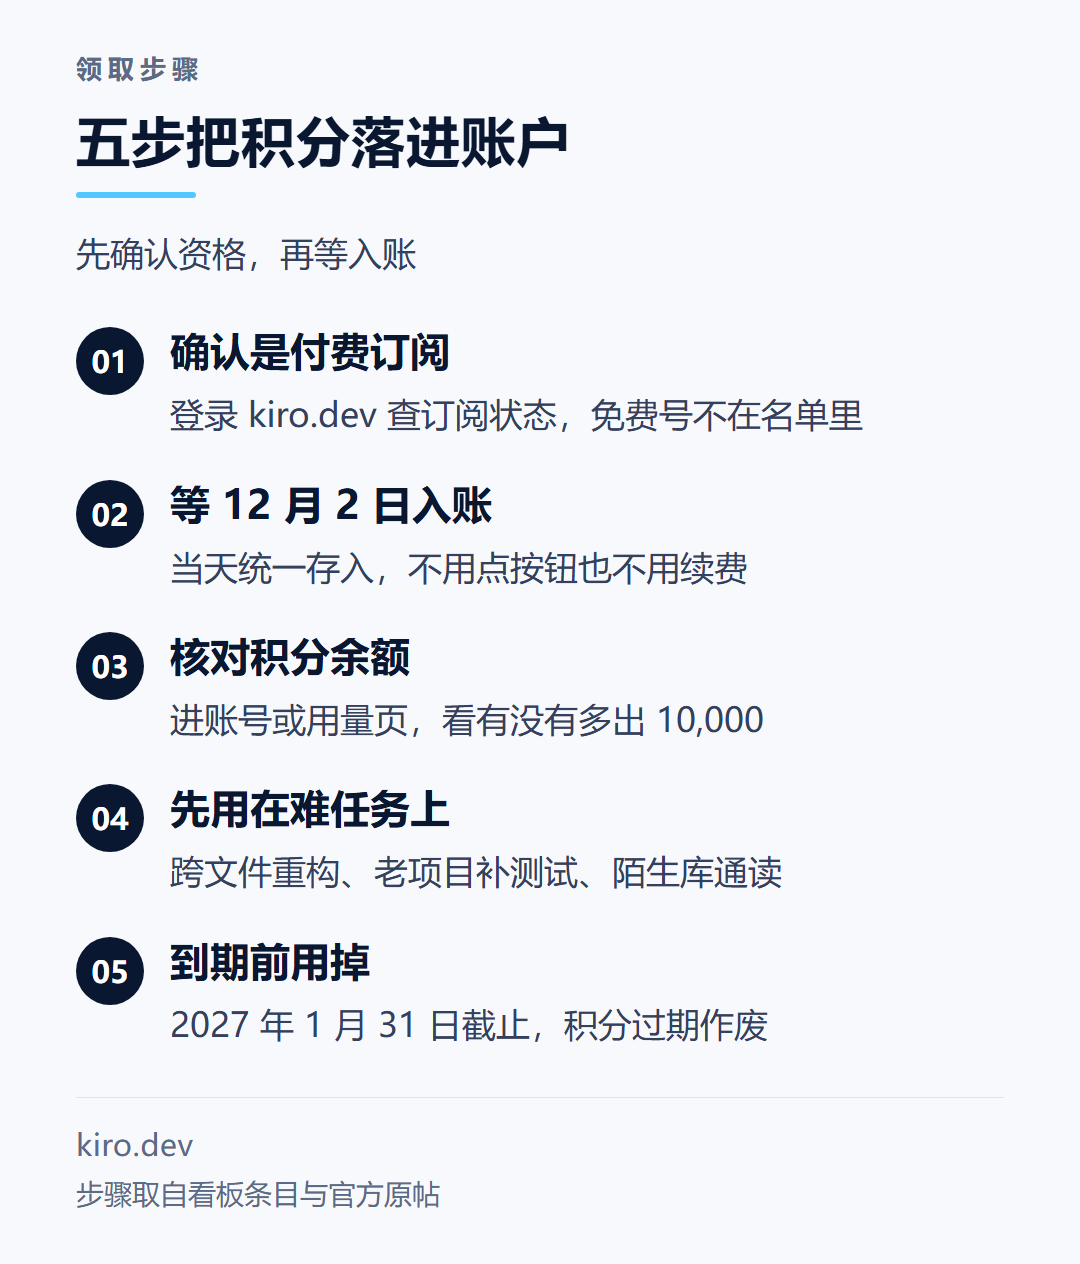 领取步骤
五步把积分落进账户
先确认资格，再等入账
01
确认是付费订阅
登录 kiro.dev 查订阅状态，免费号不在名单里
02
等 12 月 2 日入账
当天统一存入，不用点按钮也不用续费
03
核对积分余额
进账号或用量页，看有没有多出 10,000
04
先用在难任务上
跨文件重构、老项目补测试、陌生库通读
05
到期前用掉
2027 年 1 月 31 日截止，积分过期作废
kiro.dev
步骤取自看板条目与官方原帖